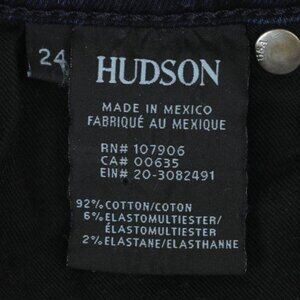 24
HUDSON
MADE IN MEXICO
FABRIQUÉ AU MEXIQUE
RN# 107906
CA# 00635
EIN# 20-3082491
92% COTTON/COTON
6% ELASTOMULTIESTER/
ÉLASTOMULTIESTER
2% ELASTANE/ELASTHANNE